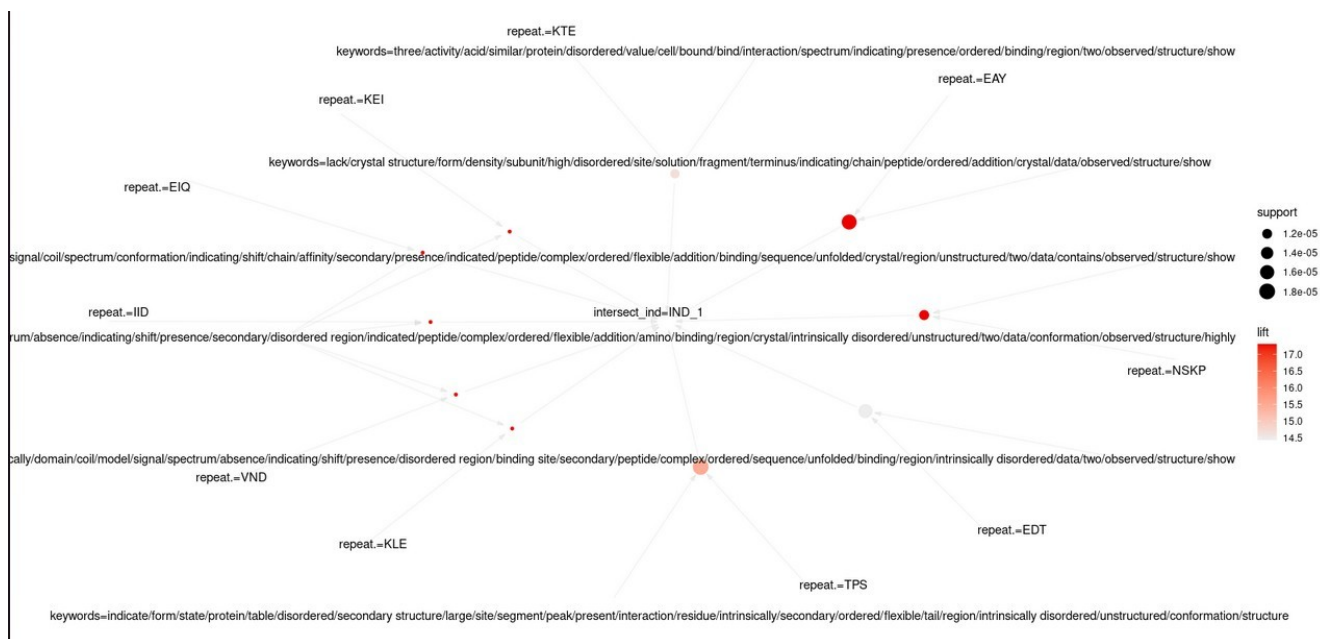 repeat.=KTE
keywords=three/activity/acid/similar/protein/disordered/value/cell/bound/bind/interaction/spectrum/indicating/presence/ordered/binding/region/two/observed/structure/show
repeat.=EAY
repeat.=KEI
keywords=lack/crystal structure/form/density/subunit/high/disordered/site/solution/fragment/terminus/indicating/chain/peptide/ordered/addition/crystal/data/observed/structure/show
repeat.=EIQ
support
1.2e-05
signal/coil/spectrum/conformation/indicating/shift/chain/affinity/secondary/presence/indicated/peptide/complex/ordered/flexible/addition/binding/sequence/unfolded/crystal/region/unstructured/two/data/contains/observed/structure/show
1.4e-05
1.6e-05
1.8e-05
repeat.=IID
intersect_ind=IND_1
rum/absence/indicating/shift/presence/secondary/disordered region/indicated/peptide/complex/ordered/flexible/addition/amino/binding/region/crystal/intrinsically disordered/unstructured/two/data/conformation/observed/structure/highly
lift
17.0
16.5
16.0
15.5
15.0
14.5
repeat.=NSKP
cally/domain/coil/model/signal/spectrum/absence/indicating/shift/presence/disordered region/binding site/secondary/peptide/complex/ordered/sequence/unfolded/binding/region/intrinsically disordered/data/two/observed/structure/show
repeat.=VND
repeat.=EDT
repeat.=KLE
repeat.=TPS
keywords=indicate/form/state/protein/table/disordered/secondary structure/large/site/segment/peak/present/interaction/residue/intrinsically/secondary/ordered/flexible/tail/region/intrinsically disordered/unstructured/conformation/structure